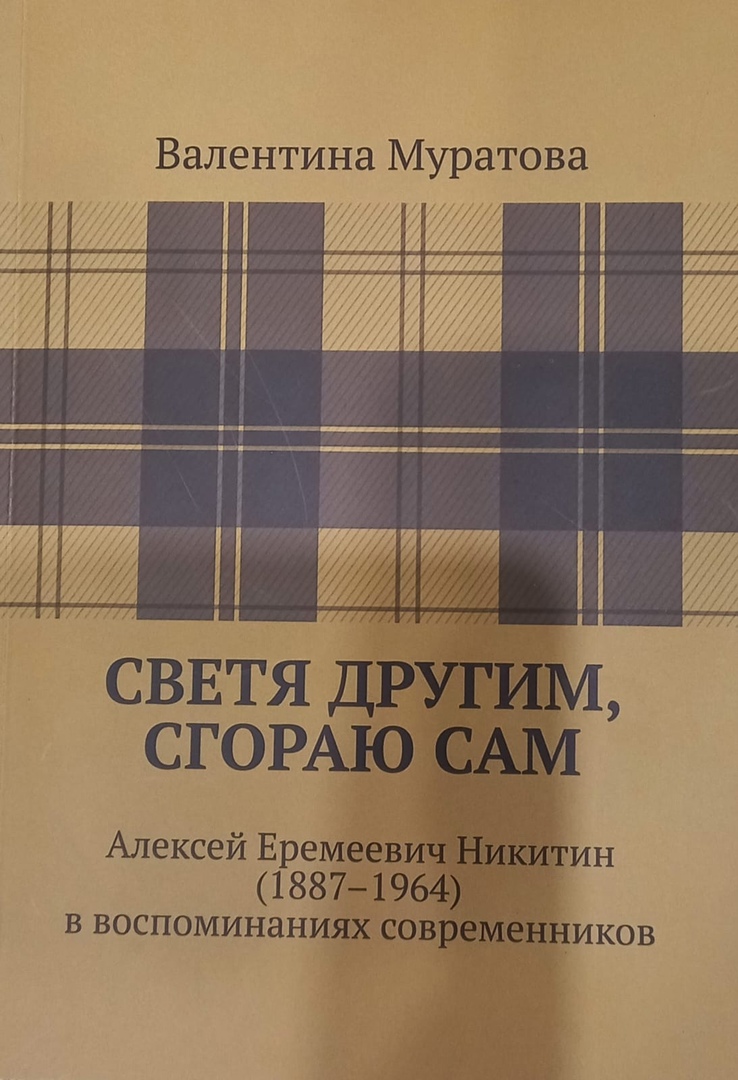 Валентина Муратова
СВЕТЯ ДРУГИМ,
СГОРАЮ САМ
Алексей Еремеевич Никитин
(1887–1964)
в воспоминаниях современников